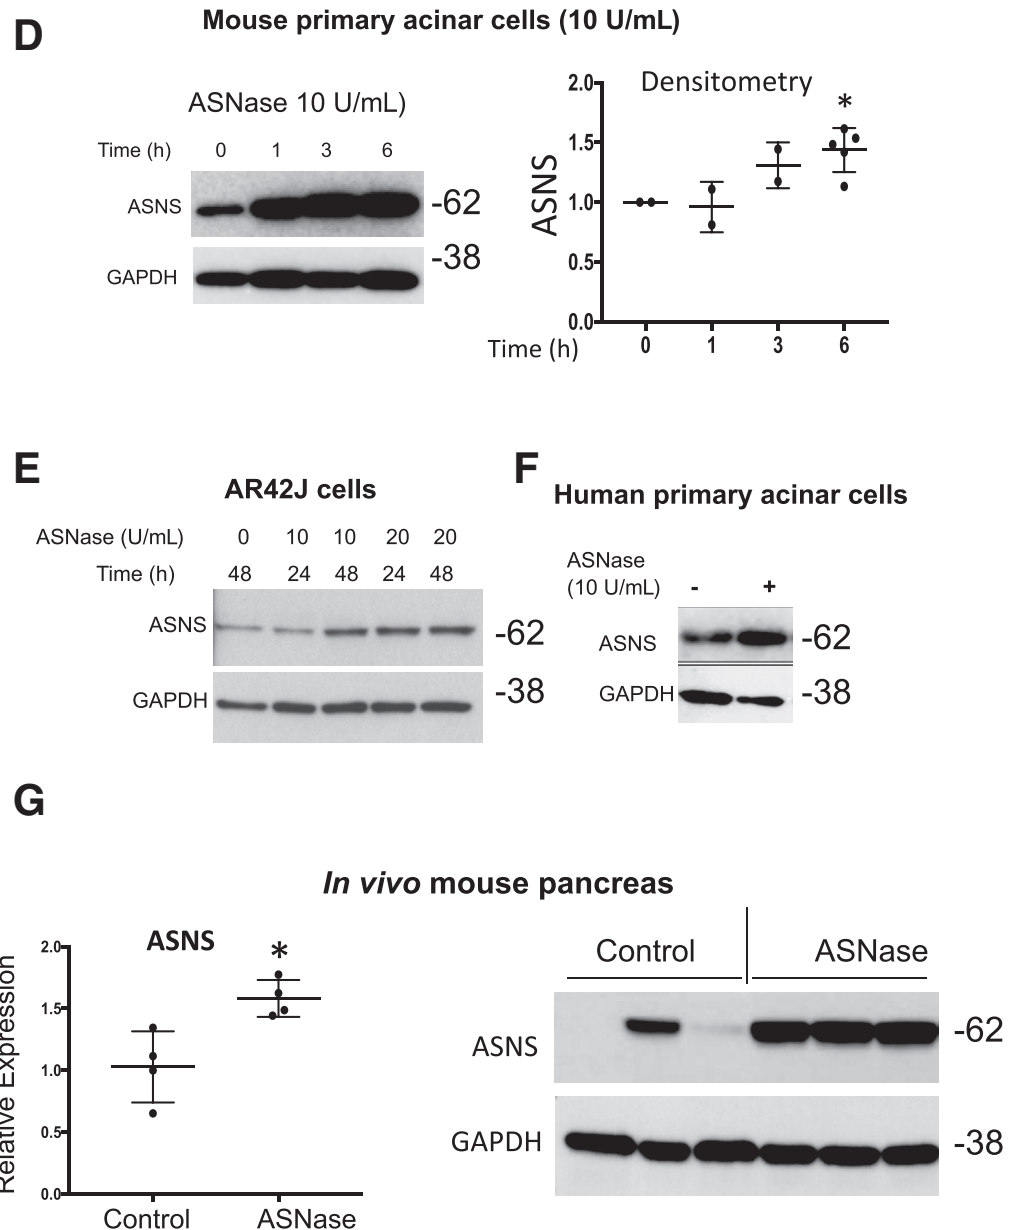 D
Mouse primary acinar cells (10 U/mL)
ASNase 10 U/mL)
Time (h) 0 1 3 6
ASNS -62
GAPDH -38
Densitometry
*
ASNS
2.0
1.5
1.0
0.5
0.0
Time (h) 0 1 3 6
E
AR42J cells
ASNase (U/mL) 0 10 10 20 20
Time (h) 48 24 48 24 48
ASNS -62
GAPDH -38
F
Human primary acinar cells
ASNase
(10 U/mL) - +
ASNS -62
GAPDH -38
G
In vivo mouse pancreas
ASNS
*
Relative Expression
2.0
1.5
1.0
0.5
0.0
Control ASNase
Control ASNase
ASNS -62
GAPDH -38